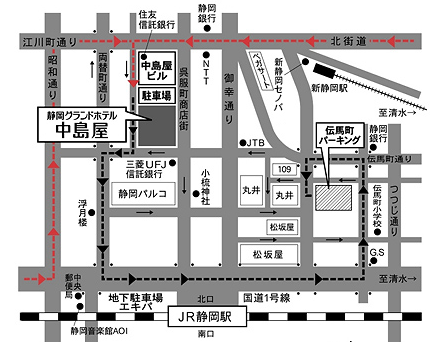 静岡
銀行
住友
信託銀行
江川町通り
北街道
昭和通り
両替町通り
中島屋
ビル
駐車場
呉服町商店街
NTT
御幸通り
ペガサート
新静岡セノバ
新静岡駅
至清水→
静岡グランドホテル
中島屋
伝馬町
パーキング
静岡
銀行
JTB
伝馬町通り
三菱UFJ
信託銀行
109
静岡パルコ
小梳神社
丸井
丸井
伝馬町小学校
つつじ通り
浮月楼
松坂屋
松坂屋
G.S
郵便中央局
至清水→
地下駐車場
エキパ
北口
国道1号線
JR静岡駅
静岡音楽館AOI
南口